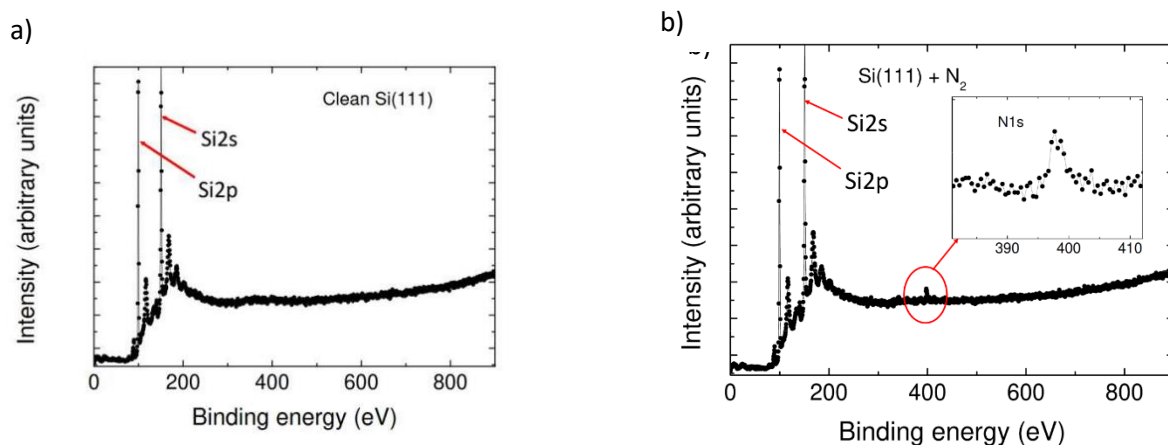 a)
Intensity (arbitrary units)
Clean Si(111)
Si2s
Si2p
0 200 400 600 800
Binding energy (eV)
b)
Intensity (arbitrary units)
Si(111) + N2
Si2s
Si2p
N1s
390 400 410
0 200 400 600 800
Binding energy (eV)